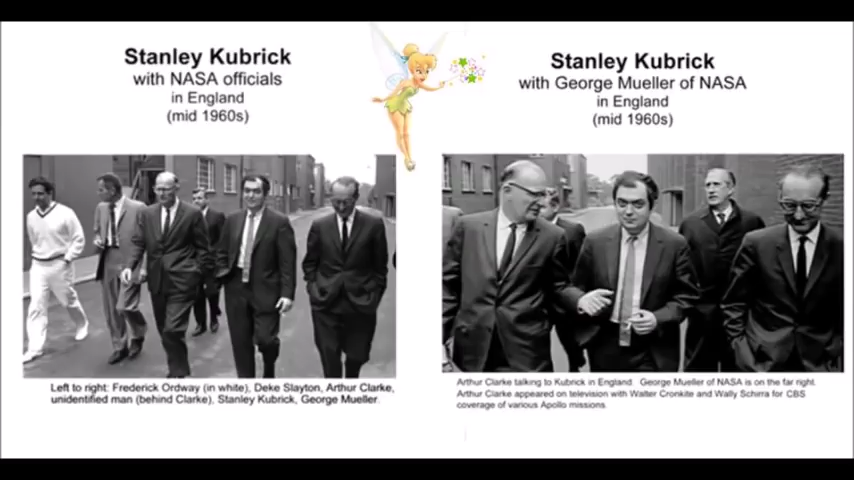 Stanley Kubrick
with NASA officials
in England
(mid 1960s)
Left to right: Frederick Ordway (in white), Deke Slayton, Arthur Clarke,
unidentified man (behind Clarke), Stanley Kubrick, George Mueller.
Stanley Kubrick
with George Mueller of NASA
in England
(mid 1960s)
Arthur Clarke talking to Kubrick in England. George Mueller of NASA is on the far right.
Arthur Clarke appeared on television with Walter Cronkite and Wally Schirra for CBS
coverage of various Apollo missions.